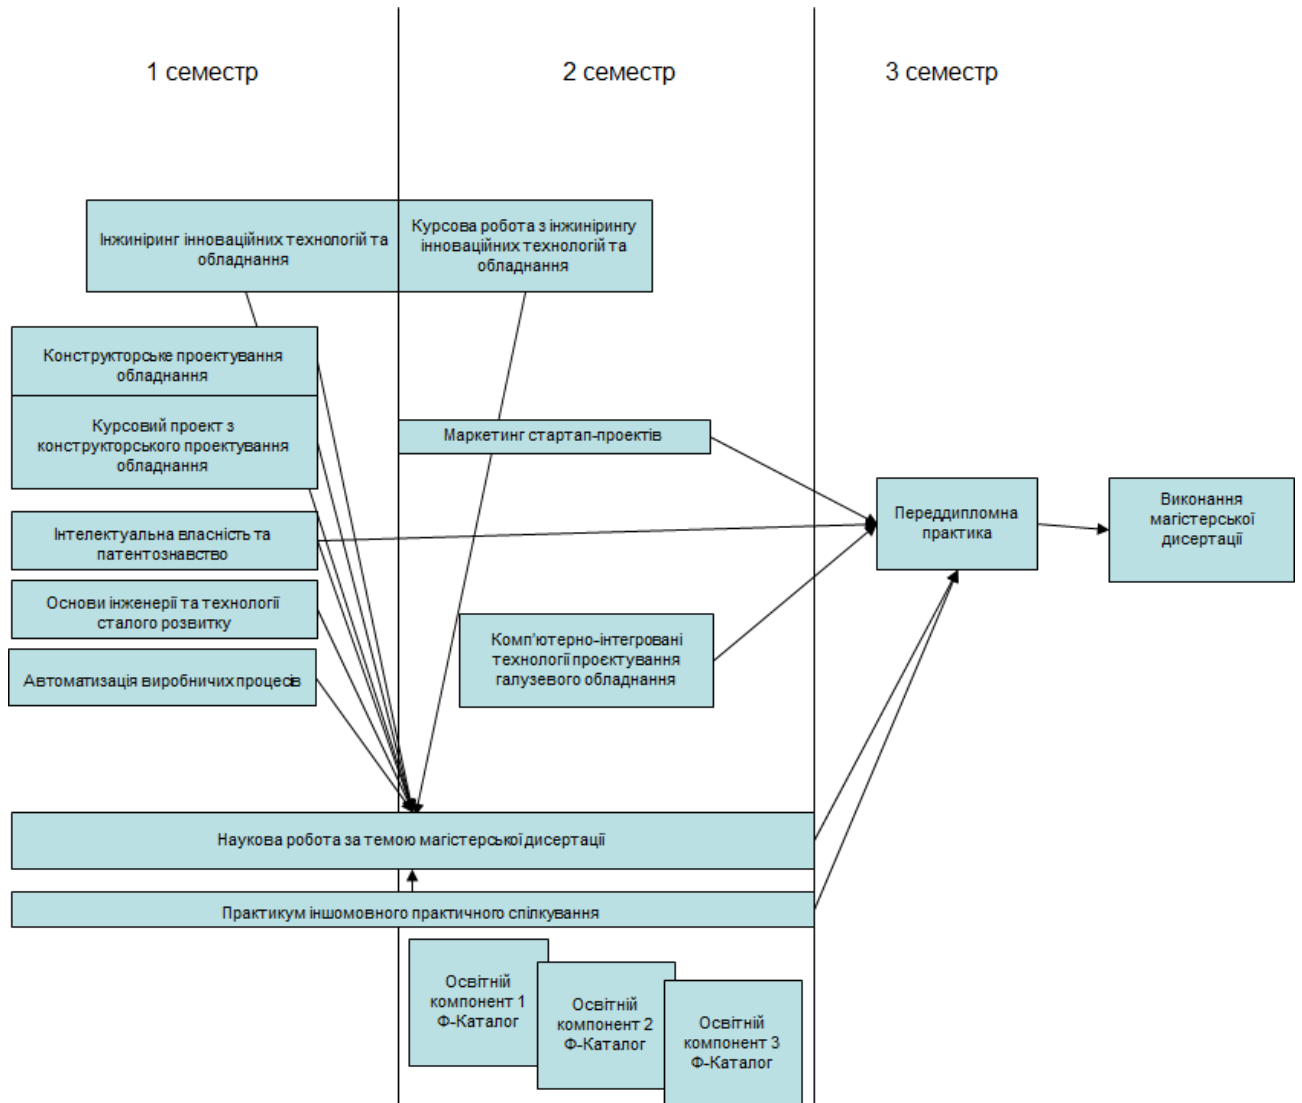 1 семестр
2 семестр
3 семестр
Інжиніринг інноваційних технологій та
обладнання
Курсова робота з інжинірингу
інноваційних технологій та
обладнання
Конструкторське проектування
обладнання
Курсовий проект з
конструкторського проектування
обладнання
Маркетинг стартап-проектів
Інтелектуальна власність та
патентознавство
Переддипломна
практика
Виконання
магістерської
дисертації
Основи інженерії та технології
сталого розвитку
Комп'ютерно-інтегровані
технології проєктування
галузевого обладнання
Автоматизація виробничих процесів
Наукова робота за темою магістерської дисертації
Практикум іншомовного практичного спілкування
Освітній
компонент 1
Ф-Каталог
Освітній
компонент 2
Ф-Каталог
Освітній
компонент 3
Ф-Каталог